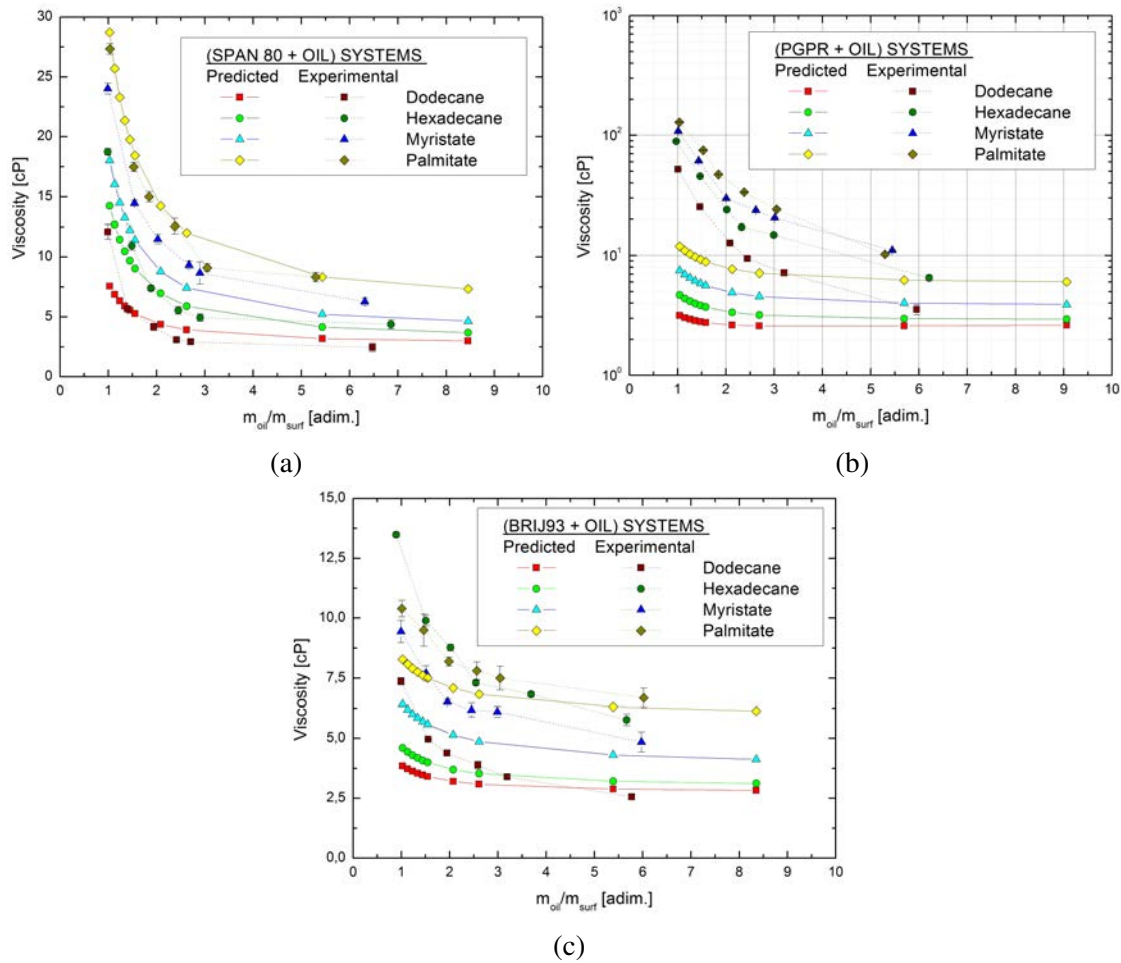 (SPAN 80 + OIL) SYSTEMS
Predicted Experimental
Dodecane
Hexadecane
Myristate
Palmitate
Viscosity [cP]
30
25
20
15
10
5
0
0 1 2 3 4 5 6 7 8 9 10
m_oil/m_surf [adim.]
(a)
(PGPR + OIL) SYSTEMS
Predicted Experimental
Dodecane
Hexadecane
Myristate
Palmitate
Viscosity [cP]
10³
10²
10¹
10⁰
0 1 2 3 4 5 6 7 8 9 10
m_oil/m_surf [adim.]
(b)
(BRIJ93 + OIL) SYSTEMS
Predicted Experimental
Dodecane
Hexadecane
Myristate
Palmitate
Viscosity [cP]
15,0
12,5
10,0
7,5
5,0
2,5
0,0
0 1 2 3 4 5 6 7 8 9 10
m_oil/m_surf [adim.]
(c)